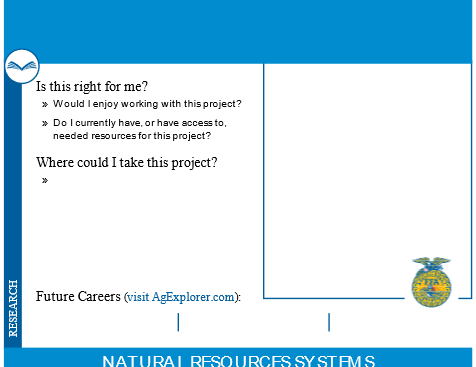 Is this right for me?
» Would I enjoy working with this project?
» Do I currently have, or have access to,
needed resources for this project?
Where could I take this project?
»
Future Careers (visit AgExplorer.com):
RESEARCH
NATURAL RESOURCES SYSTEMS